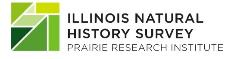 ILLINOIS NATURAL
HISTORY SURVEY
PRAIRIE RESEARCH INSTITUTE